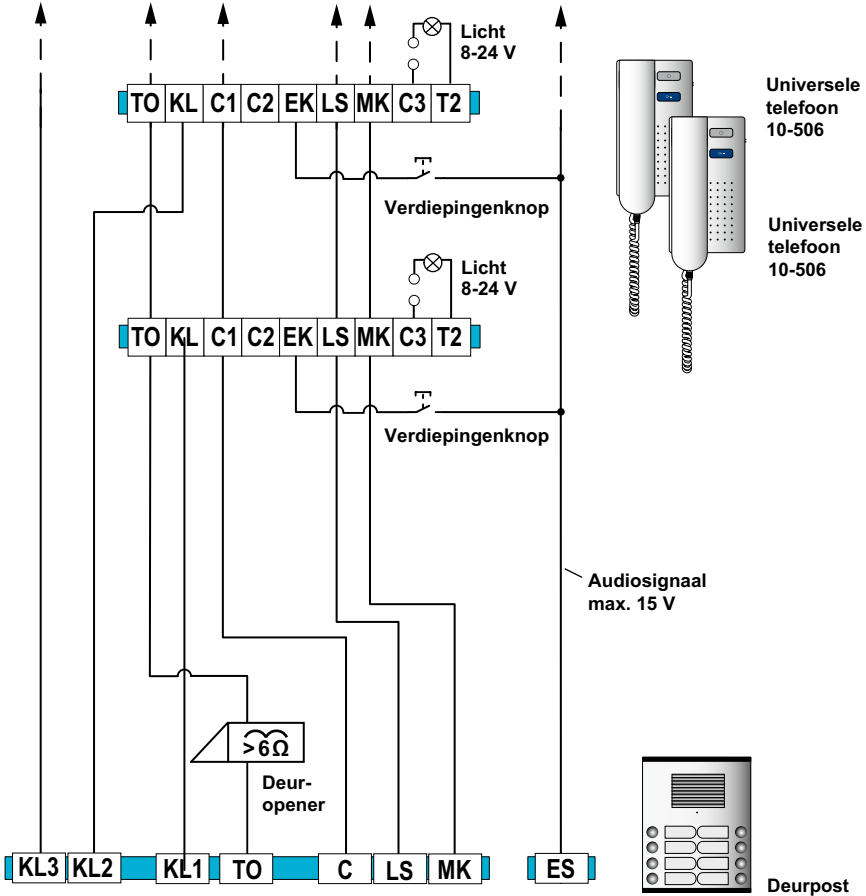 Licht
8-24 V
TO KL C1 C2 EK LS MK C3 T2
Universele
telefoon
10-506
Verdiepingenknop
Universele
telefoon
10-506
Licht
8-24 V
TO KL C1 C2 EK LS MK C3 T2
Verdiepingenknop
Audiosignaal
max. 15 V
>6Ω
Deur-
opener
KL3 KL2 KL1 TO C LS MK ES
Deurpost